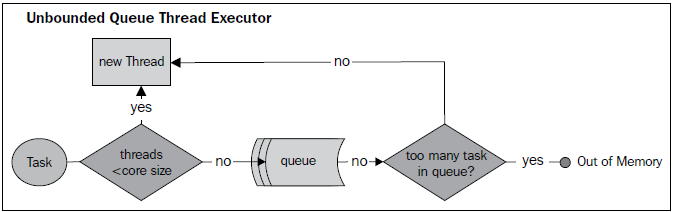 Unbounded Queue Thread Executor
new Thread
no
yes
Task
threads
<core size
no
queue
no
too many task
in queue?
yes
Out of Memory